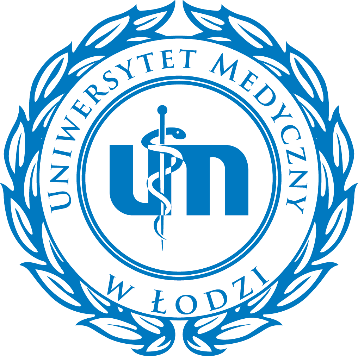 UNIWERSYTET MEDYCZNY
W ŁODZI
um